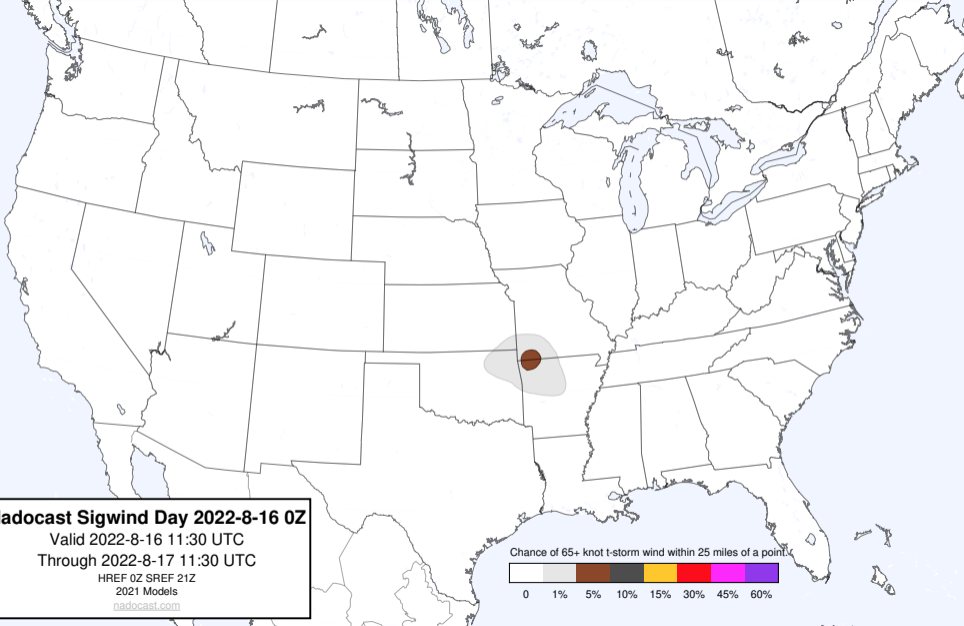 adocast Sigwind Day 2022-8-16 0Z
Valid 2022-8-16 11:30 UTC
Through 2022-8-17 11:30 UTC
HREF 0Z SREF 21Z
2021 Models
nadocast.com
Chance of 65+ knot t-storm wind within 25 miles of a point.
0 1% 5% 10% 15% 30% 45% 60%